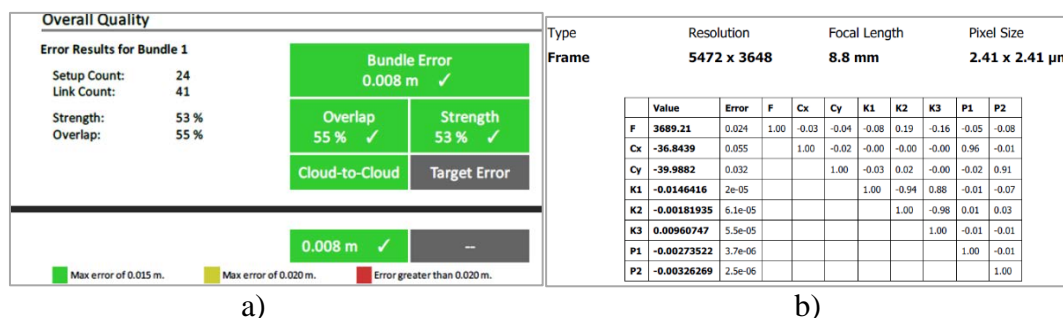 Overall Quality
Error Results for Bundle 1
Setup Count: 24
Link Count: 41
Strength: 53 %
Overlap: 55 %
Bundle Error
0.008 m ✓
Overlap
55 % ✓
Strength
53 % ✓
Cloud-to-Cloud
Target Error
0.008 m ✓
--
Max error of 0.015 m.
Max error of 0.020 m.
Error greater than 0.020 m.
a)
Type Resolution Focal Length Pixel Size
Frame 5472 x 3648 8.8 mm 2.41 x 2.41 μm
Value Error F Cx Cy K1 K2 K3 P1 P2
F 3689.21 0.024 1.00 -0.03 -0.04 -0.08 0.19 -0.16 -0.05 -0.08
Cx -36.8439 0.055 1.00 -0.02 -0.00 -0.00 -0.00 0.96 -0.01
Cy -39.9882 0.032 1.00 -0.03 0.02 -0.00 -0.02 0.91
K1 -0.0146416 2e-05 1.00 -0.94 0.88 -0.01 -0.07
K2 -0.00181935 6.1e-05 1.00 -0.98 0.01 0.03
K3 0.00960747 5.5e-05 1.00 -0.01 -0.01
P1 -0.00273522 3.7e-06 1.00 -0.01
P2 -0.00326269 2.5e-06 1.00
b)